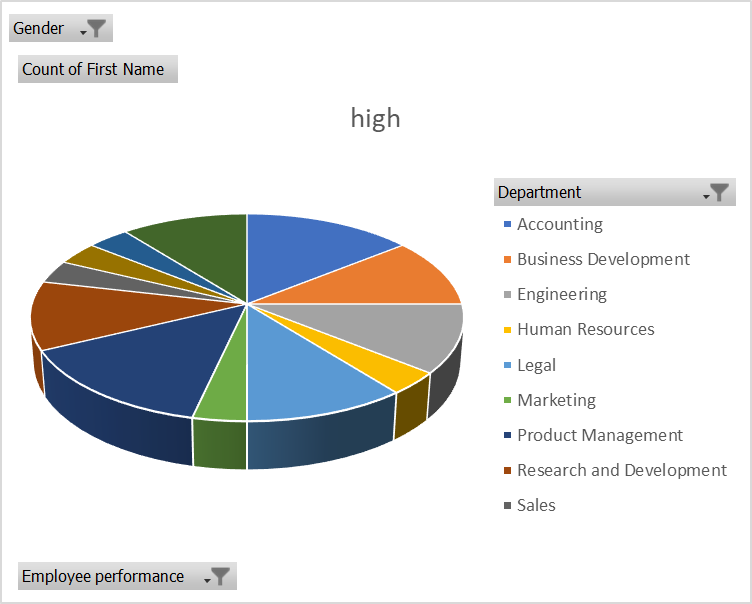 Gender
Count of First Name
high
Department
Accounting
Business Development
Engineering
Human Resources
Legal
Marketing
Product Management
Research and Development
Sales
Employee performance